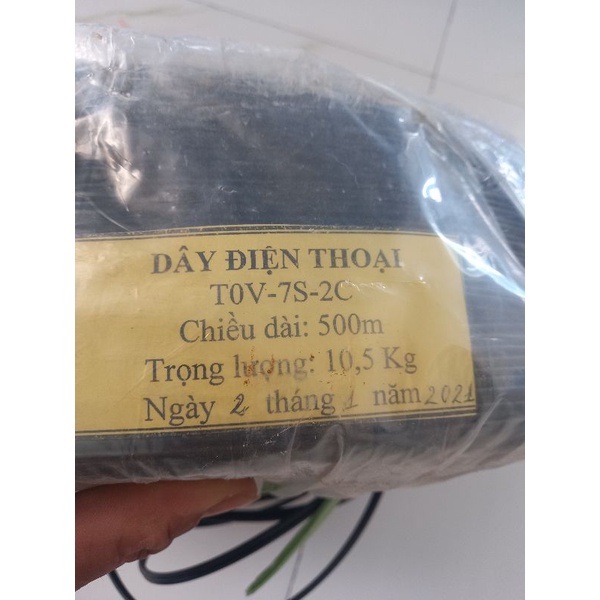 DÂY ĐIỆN THOẠI
T0V-7S-2C
Chiều dài: 500m
Trọng lượng: 10,5 Kg
Ngày 2 tháng 1 năm 2021